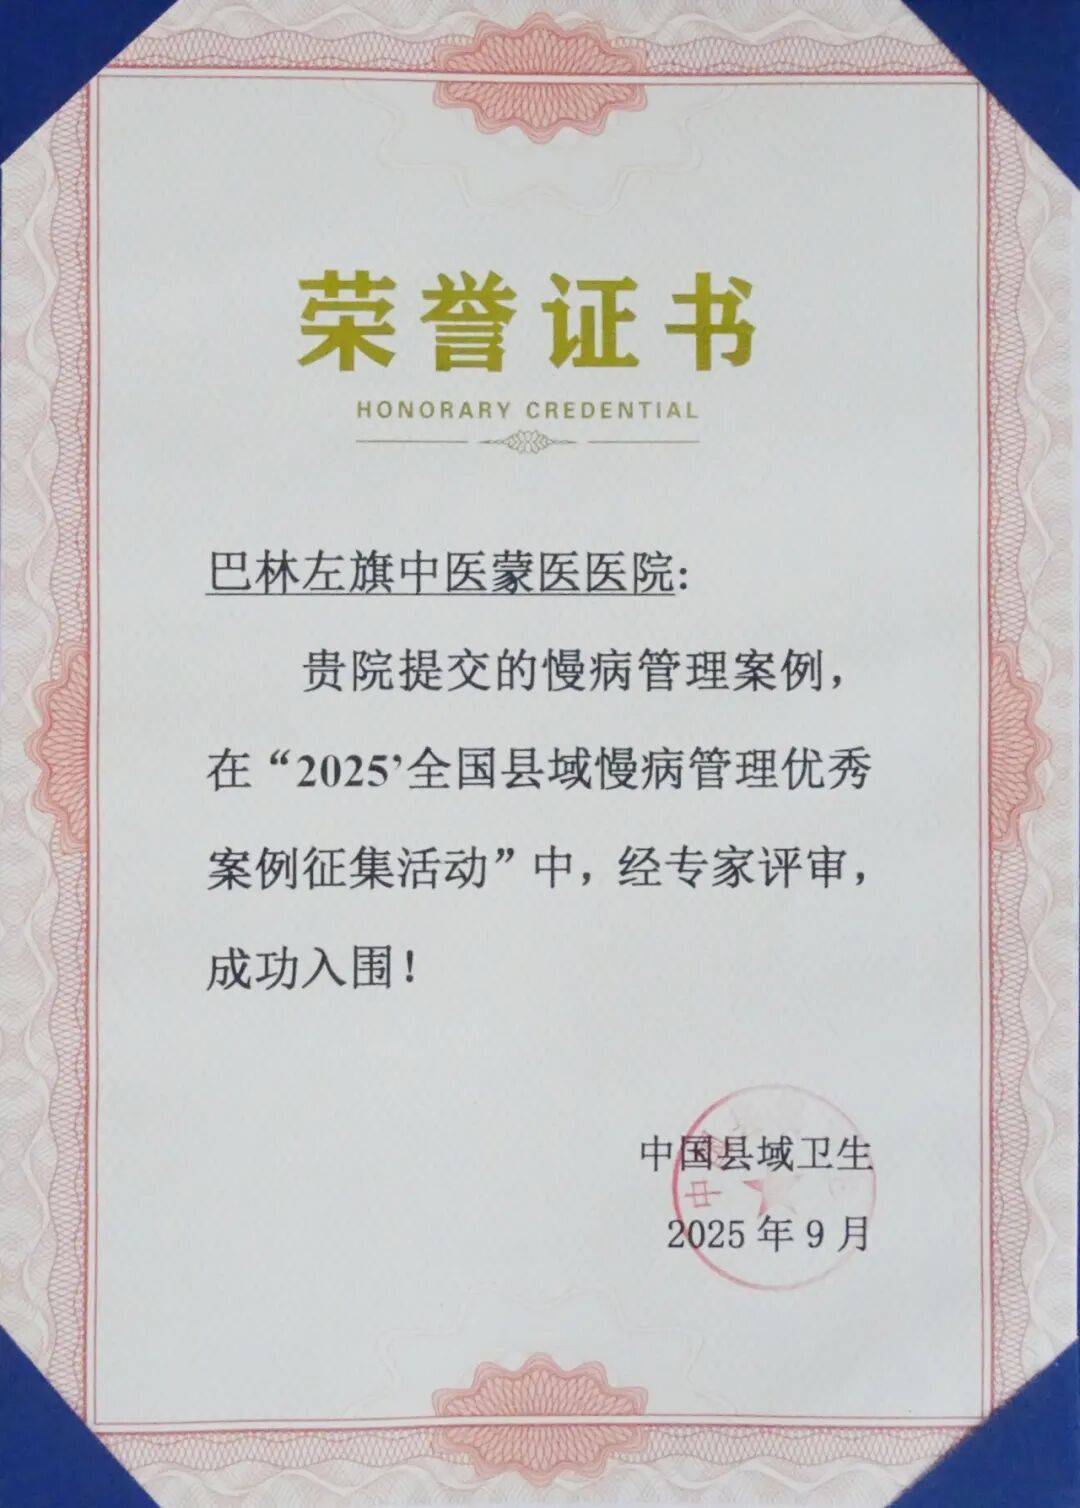 荣誉证书
HONORARY CREDENTIAL
巴林左旗中医蒙医医院:
贵院提交的慢病管理案例，
在“2025’全国县域慢病管理优秀
案例征集活动”中，经专家评审，
成功入围！
中国县域卫生
2025年9月